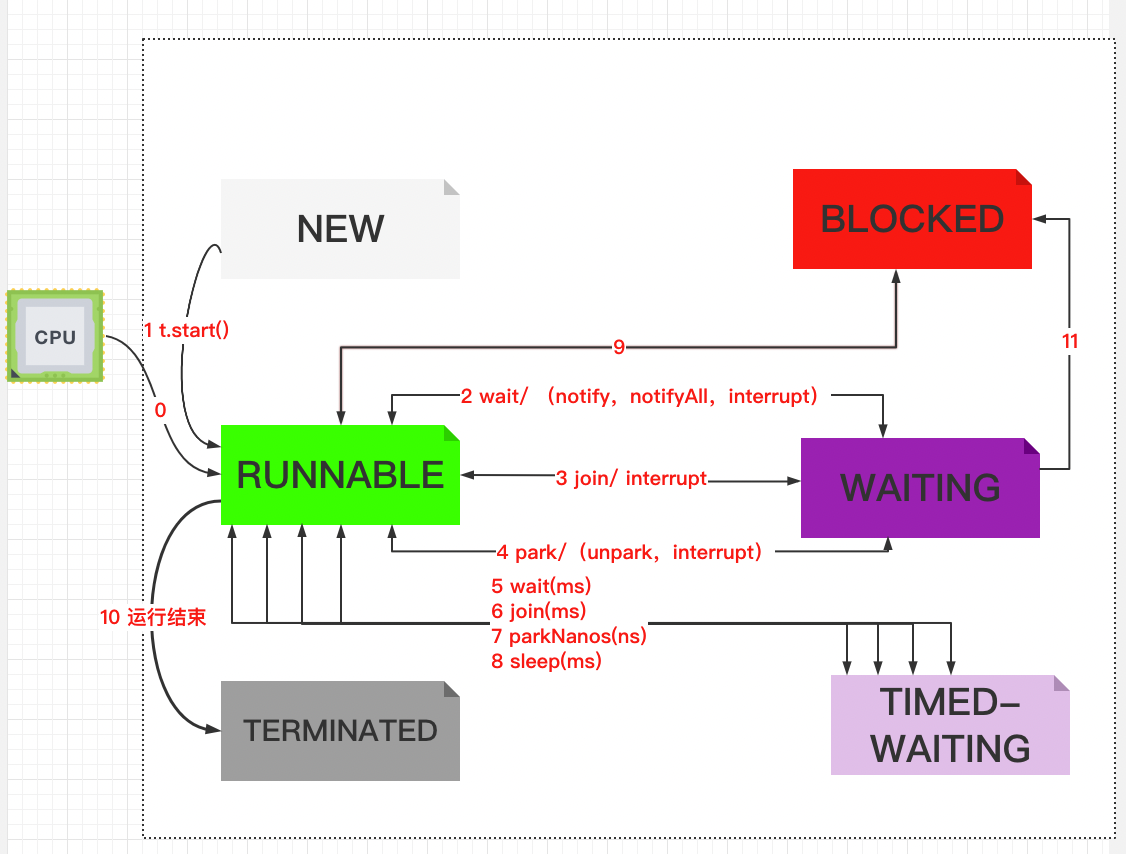 NEW
BLOCKED
CPU
1 t.start()
11
9
0
2 wait/ （notify，notifyAll，interrupt）
RUNNABLE
3 join/ interrupt
WAITING
4 park/（unpark，interrupt）
5 wait(ms)
6 join(ms)
7 parkNanos(ns)
8 sleep(ms)
10 运行结束
TERMINATED
TIMED-
WAITING